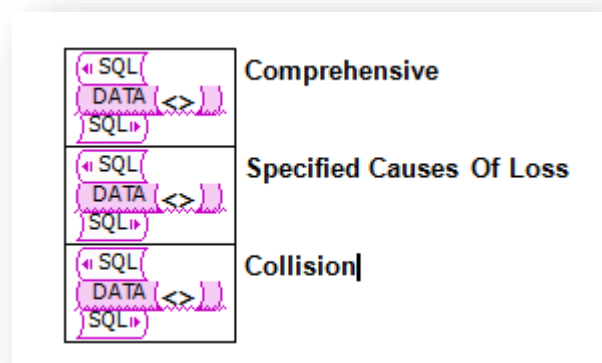 SQL
DATA <> Comprehensive
SQL
SQL
DATA <> Specified Causes Of Loss
SQL
SQL
DATA <> Collision
SQL